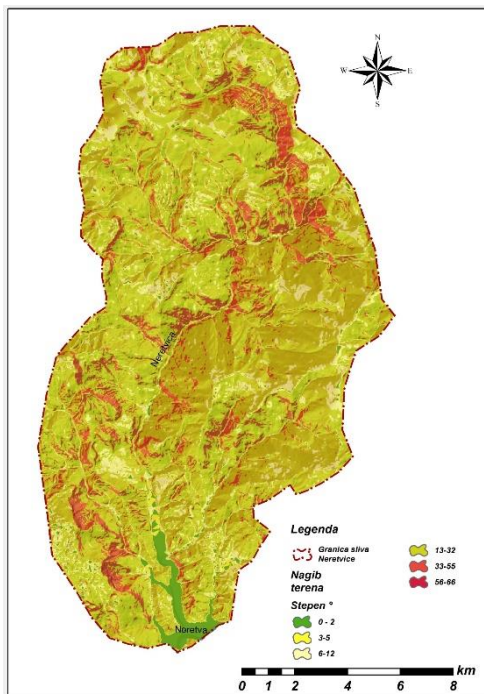 N
W E
S
Neretvica
Neretva
Legenda
Granica sliva
Neretvice
Nagib
terena
Stepen °
0 - 2
3-5
6-12
13-32
33-55
56-66
km
0 1 2 4 6 8